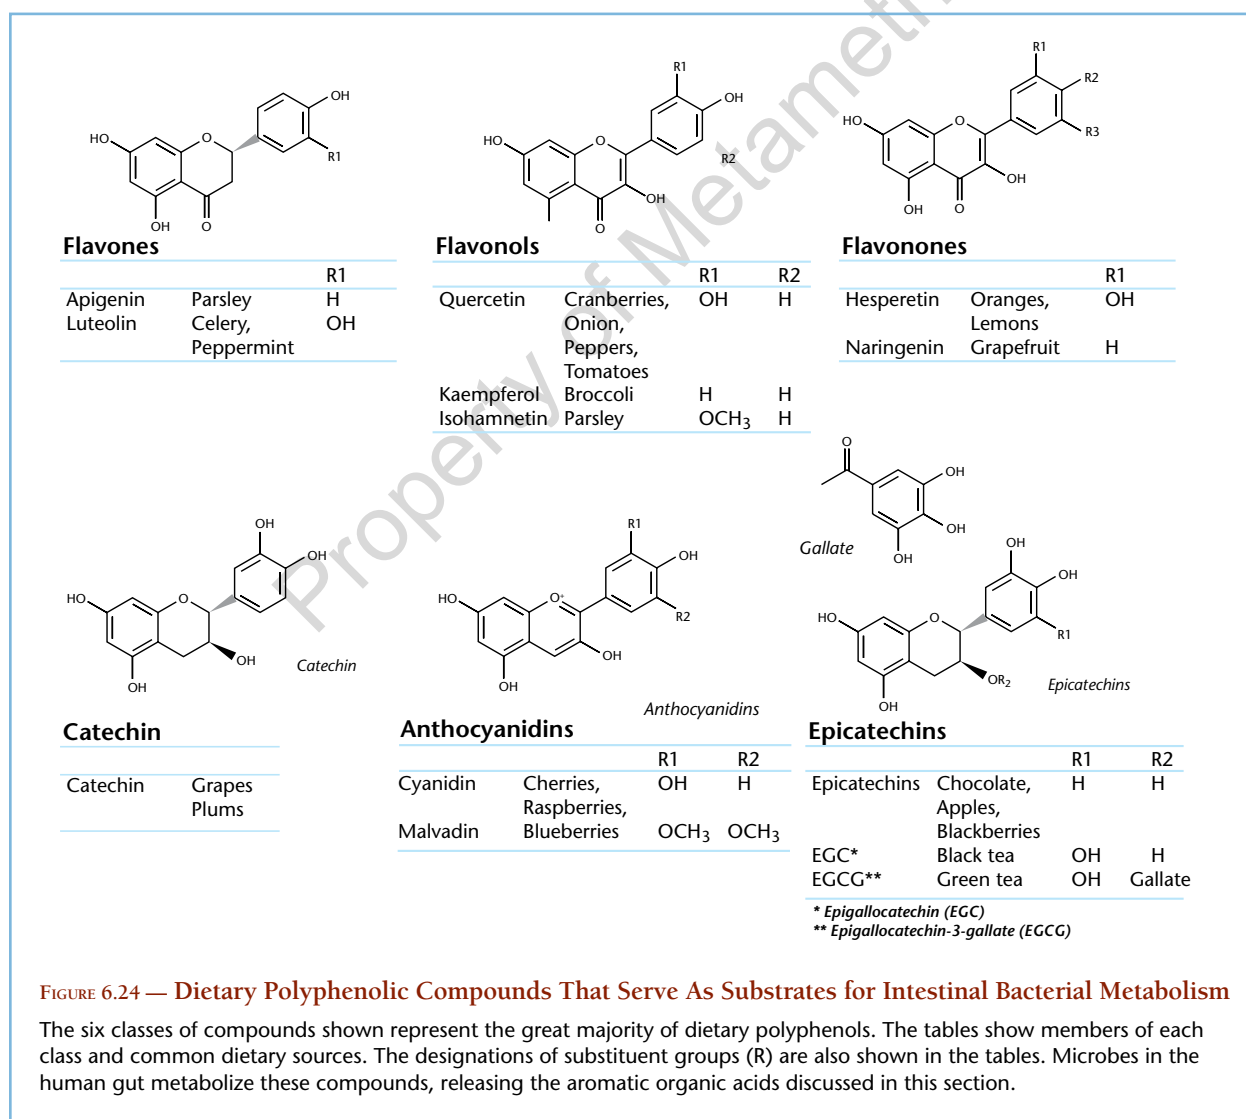 Property of Metametri
OH
HO
O
R1
OH
O
Flavones
R1
Apigenin Parsley H
Luteolin Celery, OH
Peppermint
R1
OH
HO
O
R2
OH
O
Flavonols
R1 R2
Quercetin Cranberries, OH H
Onion,
Peppers,
Tomatoes
Kaempferol Broccoli H H
Isohamnetin Parsley OCH3 H
R1
R2
HO
O
R3
OH
OH
O
Flavonones
R1
Hesperetin Oranges, OH
Lemons
Naringenin Grapefruit H
OH
OH
HO
O
OH
OH
Catechin
Catechin
Catechin Grapes
Plums
R1
OH
HO
O+
R2
OH
OH
Anthocyanidins
Anthocyanidins
R1 R2
Cyanidin Cherries, OH H
Raspberries,
Malvadin Blueberries OCH3 OCH3
O
OH
OH
OH
Gallate
OH
OH
HO
O
R1
OR2
OH
Epicatechins
Epicatechins
R1 R2
Epicatechins Chocolate, H H
Apples,
Blackberries
EGC* Black tea OH H
EGCG** Green tea OH Gallate
* Epigallocatechin (EGC)
** Epigallocatechin-3-gallate (EGCG)
Figure 6.24 — Dietary Polyphenolic Compounds That Serve As Substrates for Intestinal Bacterial Metabolism
The six classes of compounds shown represent the great majority of dietary polyphenols. The tables show members of each
class and common dietary sources. The designations of substituent groups (R) are also shown in the tables. Microbes in the
human gut metabolize these compounds, releasing the aromatic organic acids discussed in this section.